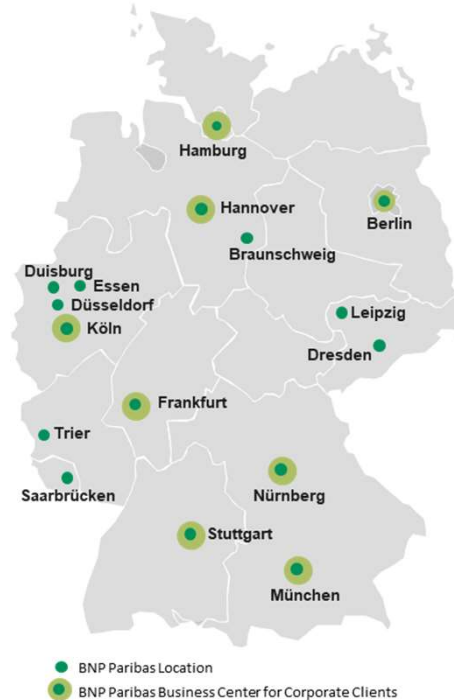 Hamburg
Hannover
Berlin
Braunschweig
Duisburg
Essen
Düsseldorf
Köln
Leipzig
Dresden
Frankfurt
Trier
Saarbrücken
Nürnberg
Stuttgart
München
BNP Paribas Location
BNP Paribas Business Center for Corporate Clients